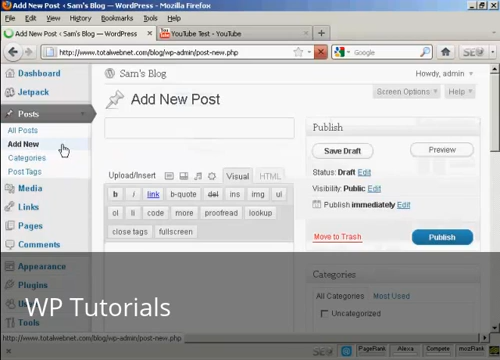 Add New Post ‹ Sam's Blog — WordPress — Mozilla Firefox
File Edit View History Bookmarks Tools Help
Add New Post ‹ Sam's Blog — WordPress
YouTube Test - YouTube
http://www.totalwebnet.com/blog/wp-admin/post-new.php
Google
Dashboard
Jetpack
Posts
All Posts
Add New
Categories
Post Tags
Media
Links
Pages
Comments
Appearance
Plugins
Tools
Sam's Blog
Howdy, admin
Add New Post
Screen Options
Help
Upload/Insert
Visual
HTML
b i link b-quote del ins img ul
ol li code more proofread lookup
close tags fullscreen
Publish
Save Draft
Preview
Status: Draft Edit
Visibility: Public Edit
Publish immediately Edit
Move to Trash
Publish
Categories
All Categories Most Used
Uncategorized
WP Tutorials
http://www.totalwebnet.com/blog/wp-admin/post-new.php
PageRank
Alexa
Compete
mozRank